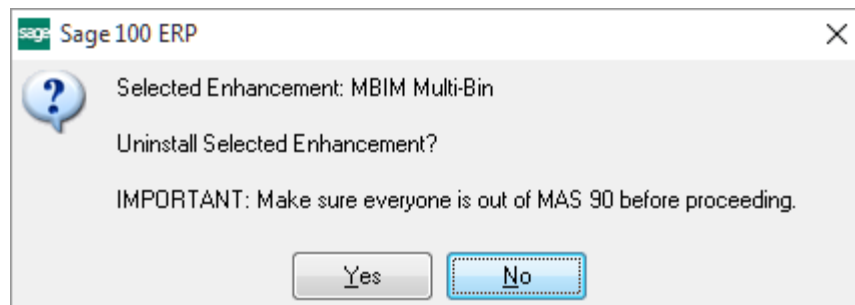 sage Sage 100 ERP
?
Selected Enhancement: MBIM Multi-Bin
Uninstall Selected Enhancement?
IMPORTANT: Make sure everyone is out of MAS 90 before proceeding.
Yes No